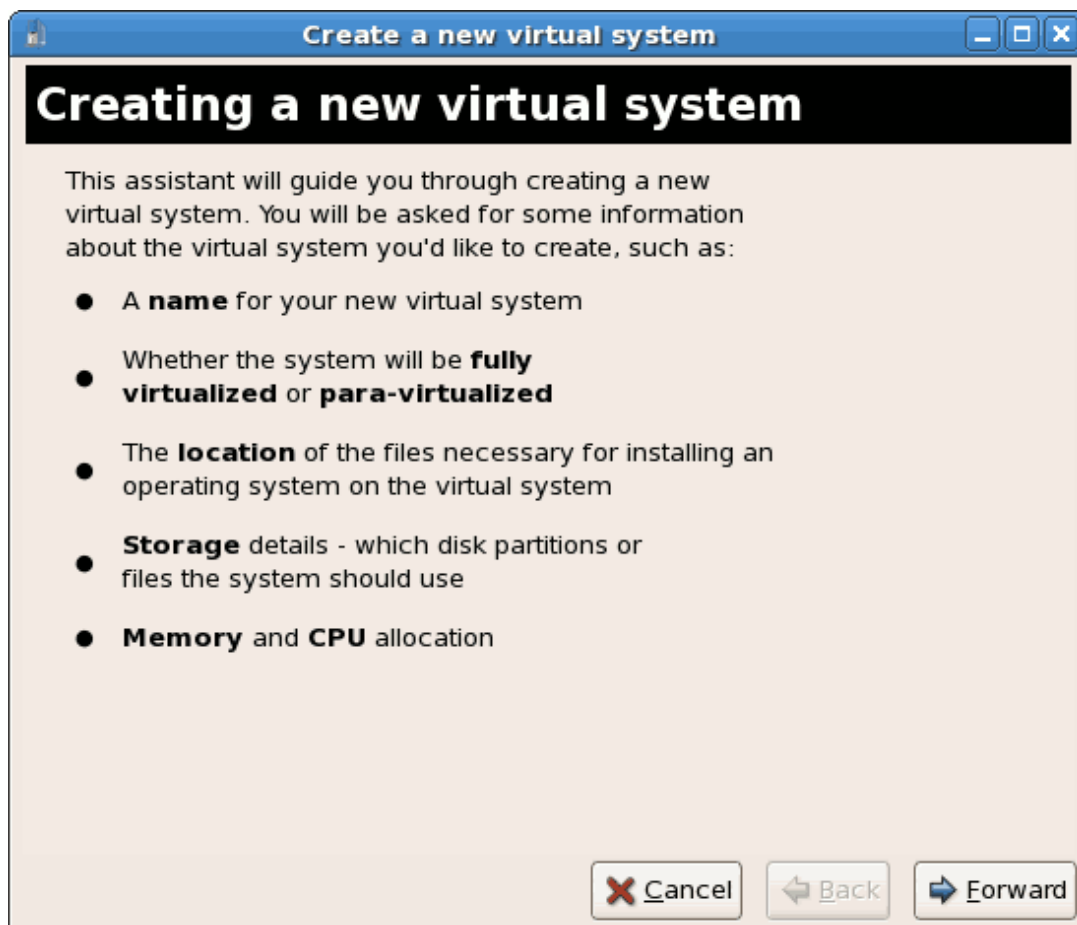 Create a new virtual system
Creating a new virtual system
This assistant will guide you through creating a new
virtual system. You will be asked for some information
about the virtual system you'd like to create, such as:
● A name for your new virtual system
● Whether the system will be fully
virtualized or para-virtualized
● The location of the files necessary for installing an
operating system on the virtual system
● Storage details - which disk partitions or
files the system should use
● Memory and CPU allocation
Cancel Back Forward